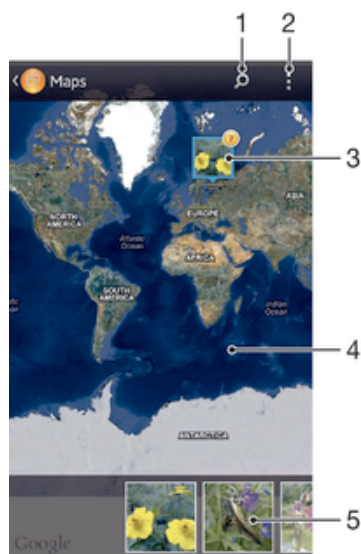 1 2
Maps
3
NORTH
AMERICA
Atlantic
Ocean
EUROPE
ASIA
AFRICA
SOUTH
AMERICA
Indian
Ocean
4
ANTARCTICA
5
Google